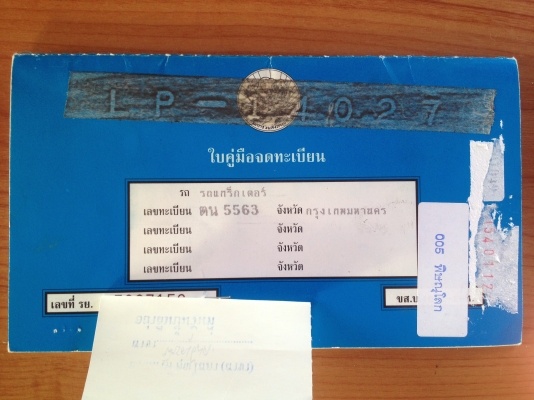 LP-14027
ใบคู่มือจดทะเบียน
รถ รถแทร็กเตอร์
เลขทะเบียน ตน 5563 จังหวัด กรุงเทพมหานคร
เลขทะเบียน จังหวัด
เลขทะเบียน จังหวัด
เลขทะเบียน จังหวัด
เลขที่ รย.
ขส.บ
005 พิษณุโลก